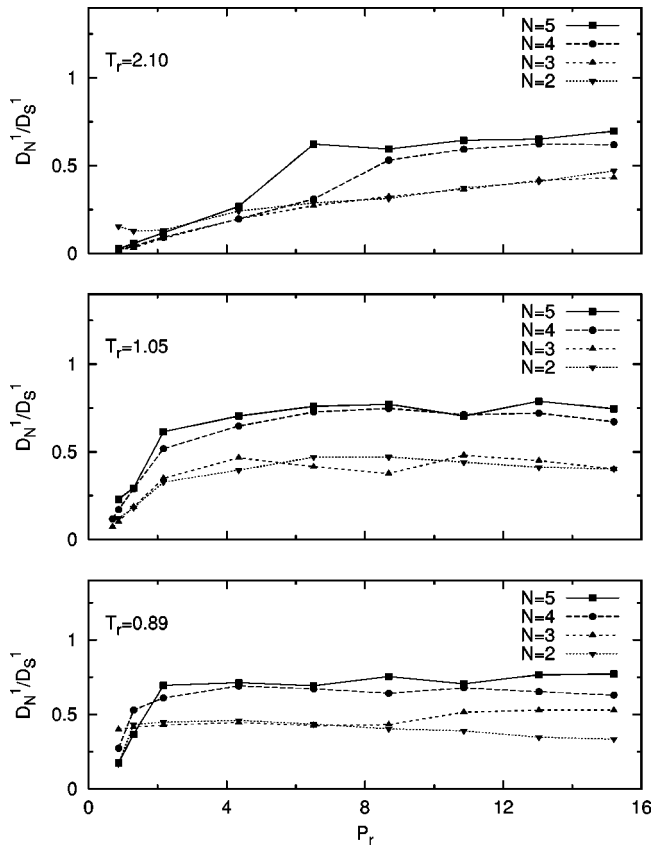 T_r=2.10
N=5
N=4
N=3
N=2
1
0.5
0
D_N^1/D_S^1
T_r=1.05
N=5
N=4
N=3
N=2
1
0.5
0
D_N^1/D_S^1
T_r=0.89
N=5
N=4
N=3
N=2
1
0.5
0
D_N^1/D_S^1
0 4 8 12 16
P_r